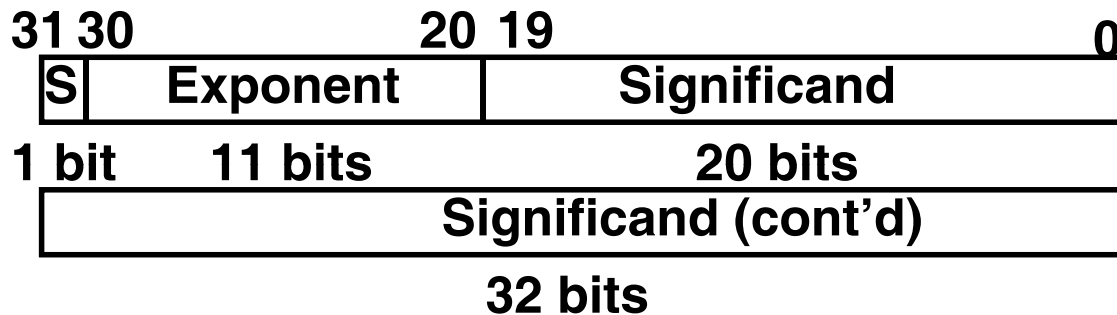 31 30 20 19 0
S Exponent Significand
1 bit 11 bits 20 bits
Significand (cont’d)
32 bits